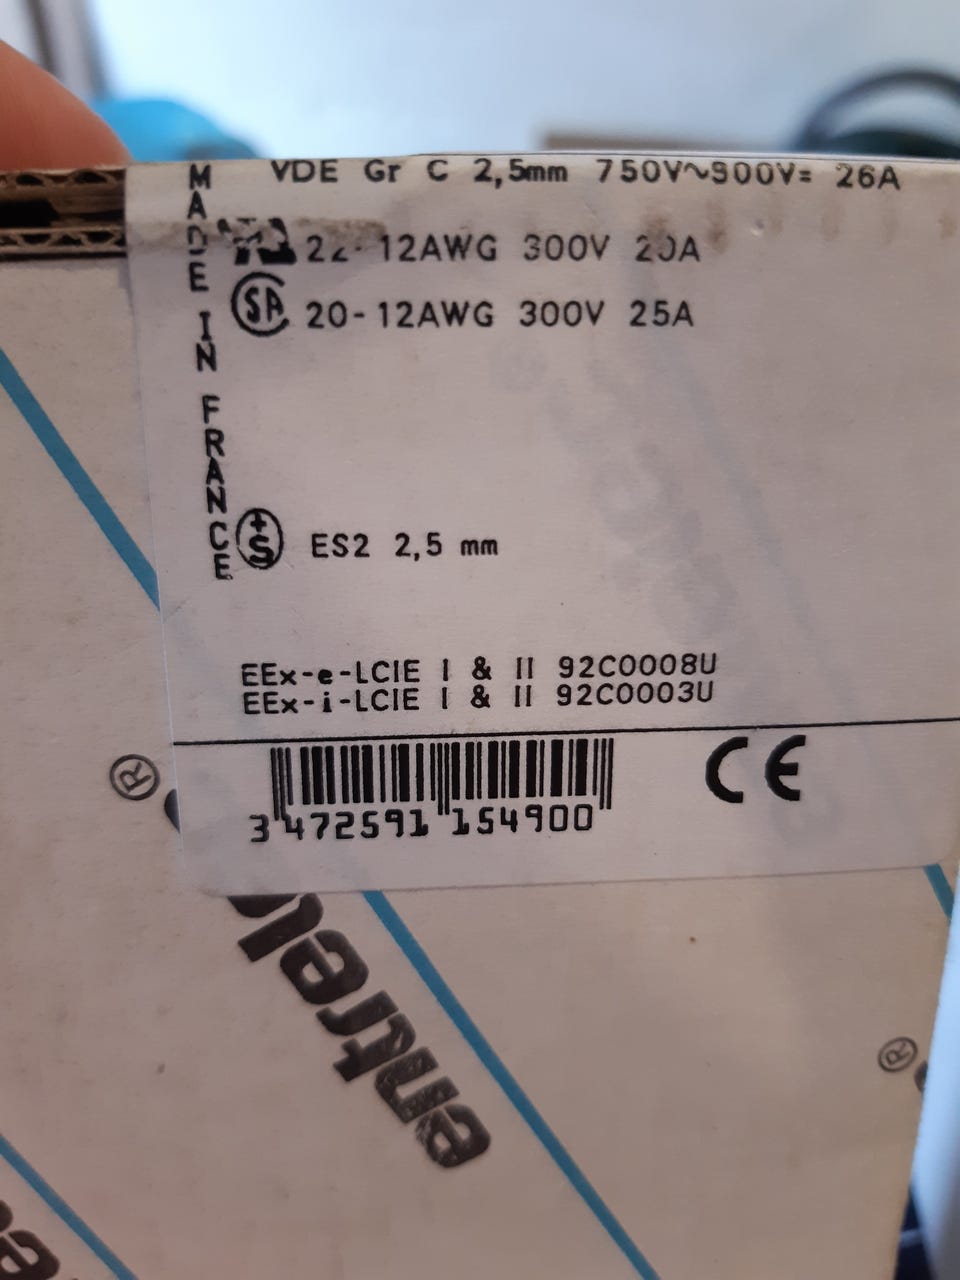 MADE IN FRANCE
VDE Gr C 2,5mm 750V~900V= 26A
22-12AWG 300V 20A
SA 20-12AWG 300V 25A
+S ES2 2,5 mm
EEx-e-LCIE I & II 92C0008U
EEx-i-LCIE I & II 92C0003U
CE
3 472591 154900
®
®